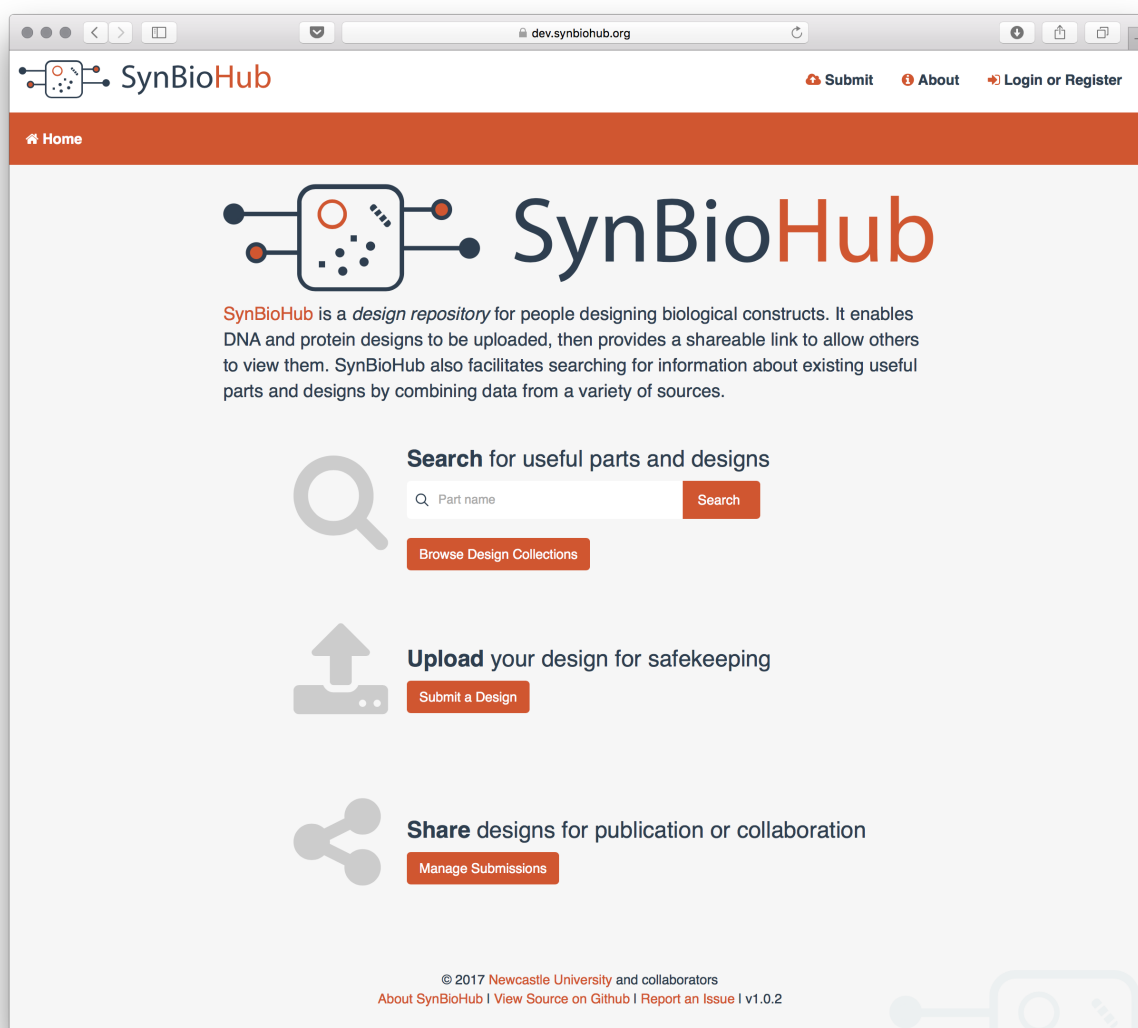 dev.synbiohub.org
SynBioHub
Submit
About
Login or Register
Home
SynBioHub
SynBioHub is a design repository for people designing biological constructs. It enables
DNA and protein designs to be uploaded, then provides a shareable link to allow others
to view them. SynBioHub also facilitates searching for information about existing useful
parts and designs by combining data from a variety of sources.
Search for useful parts and designs
Part name
Search
Browse Design Collections
Upload your design for safekeeping
Submit a Design
Share designs for publication or collaboration
Manage Submissions
© 2017 Newcastle University and collaborators
About SynBioHub | View Source on Github | Report an Issue | v1.0.2